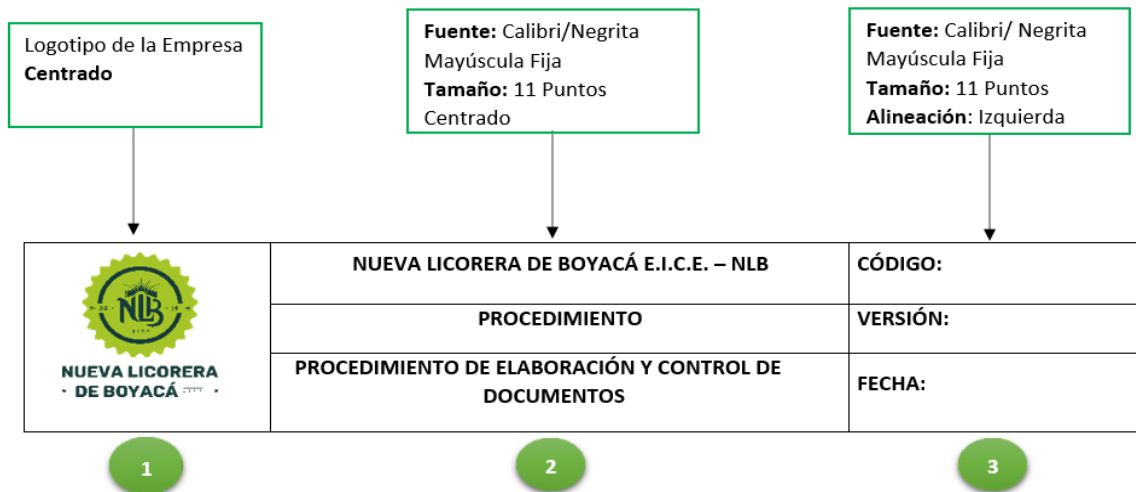 Logotipo de la Empresa
Centrado
Fuente: Calibri/Negrita
Mayúscula Fija
Tamaño: 11 Puntos
Centrado
Fuente: Calibri/ Negrita
Mayúscula Fija
Tamaño: 11 Puntos
Alineación: Izquierda
20 NLB 19
NUEVA LICORERA
DE BOYACÁ
NUEVA LICORERA DE BOYACÁ E.I.C.E. – NLB
PROCEDIMIENTO
PROCEDIMIENTO DE ELABORACIÓN Y CONTROL DE
DOCUMENTOS
CÓDIGO:
VERSIÓN:
FECHA:
1
2
3